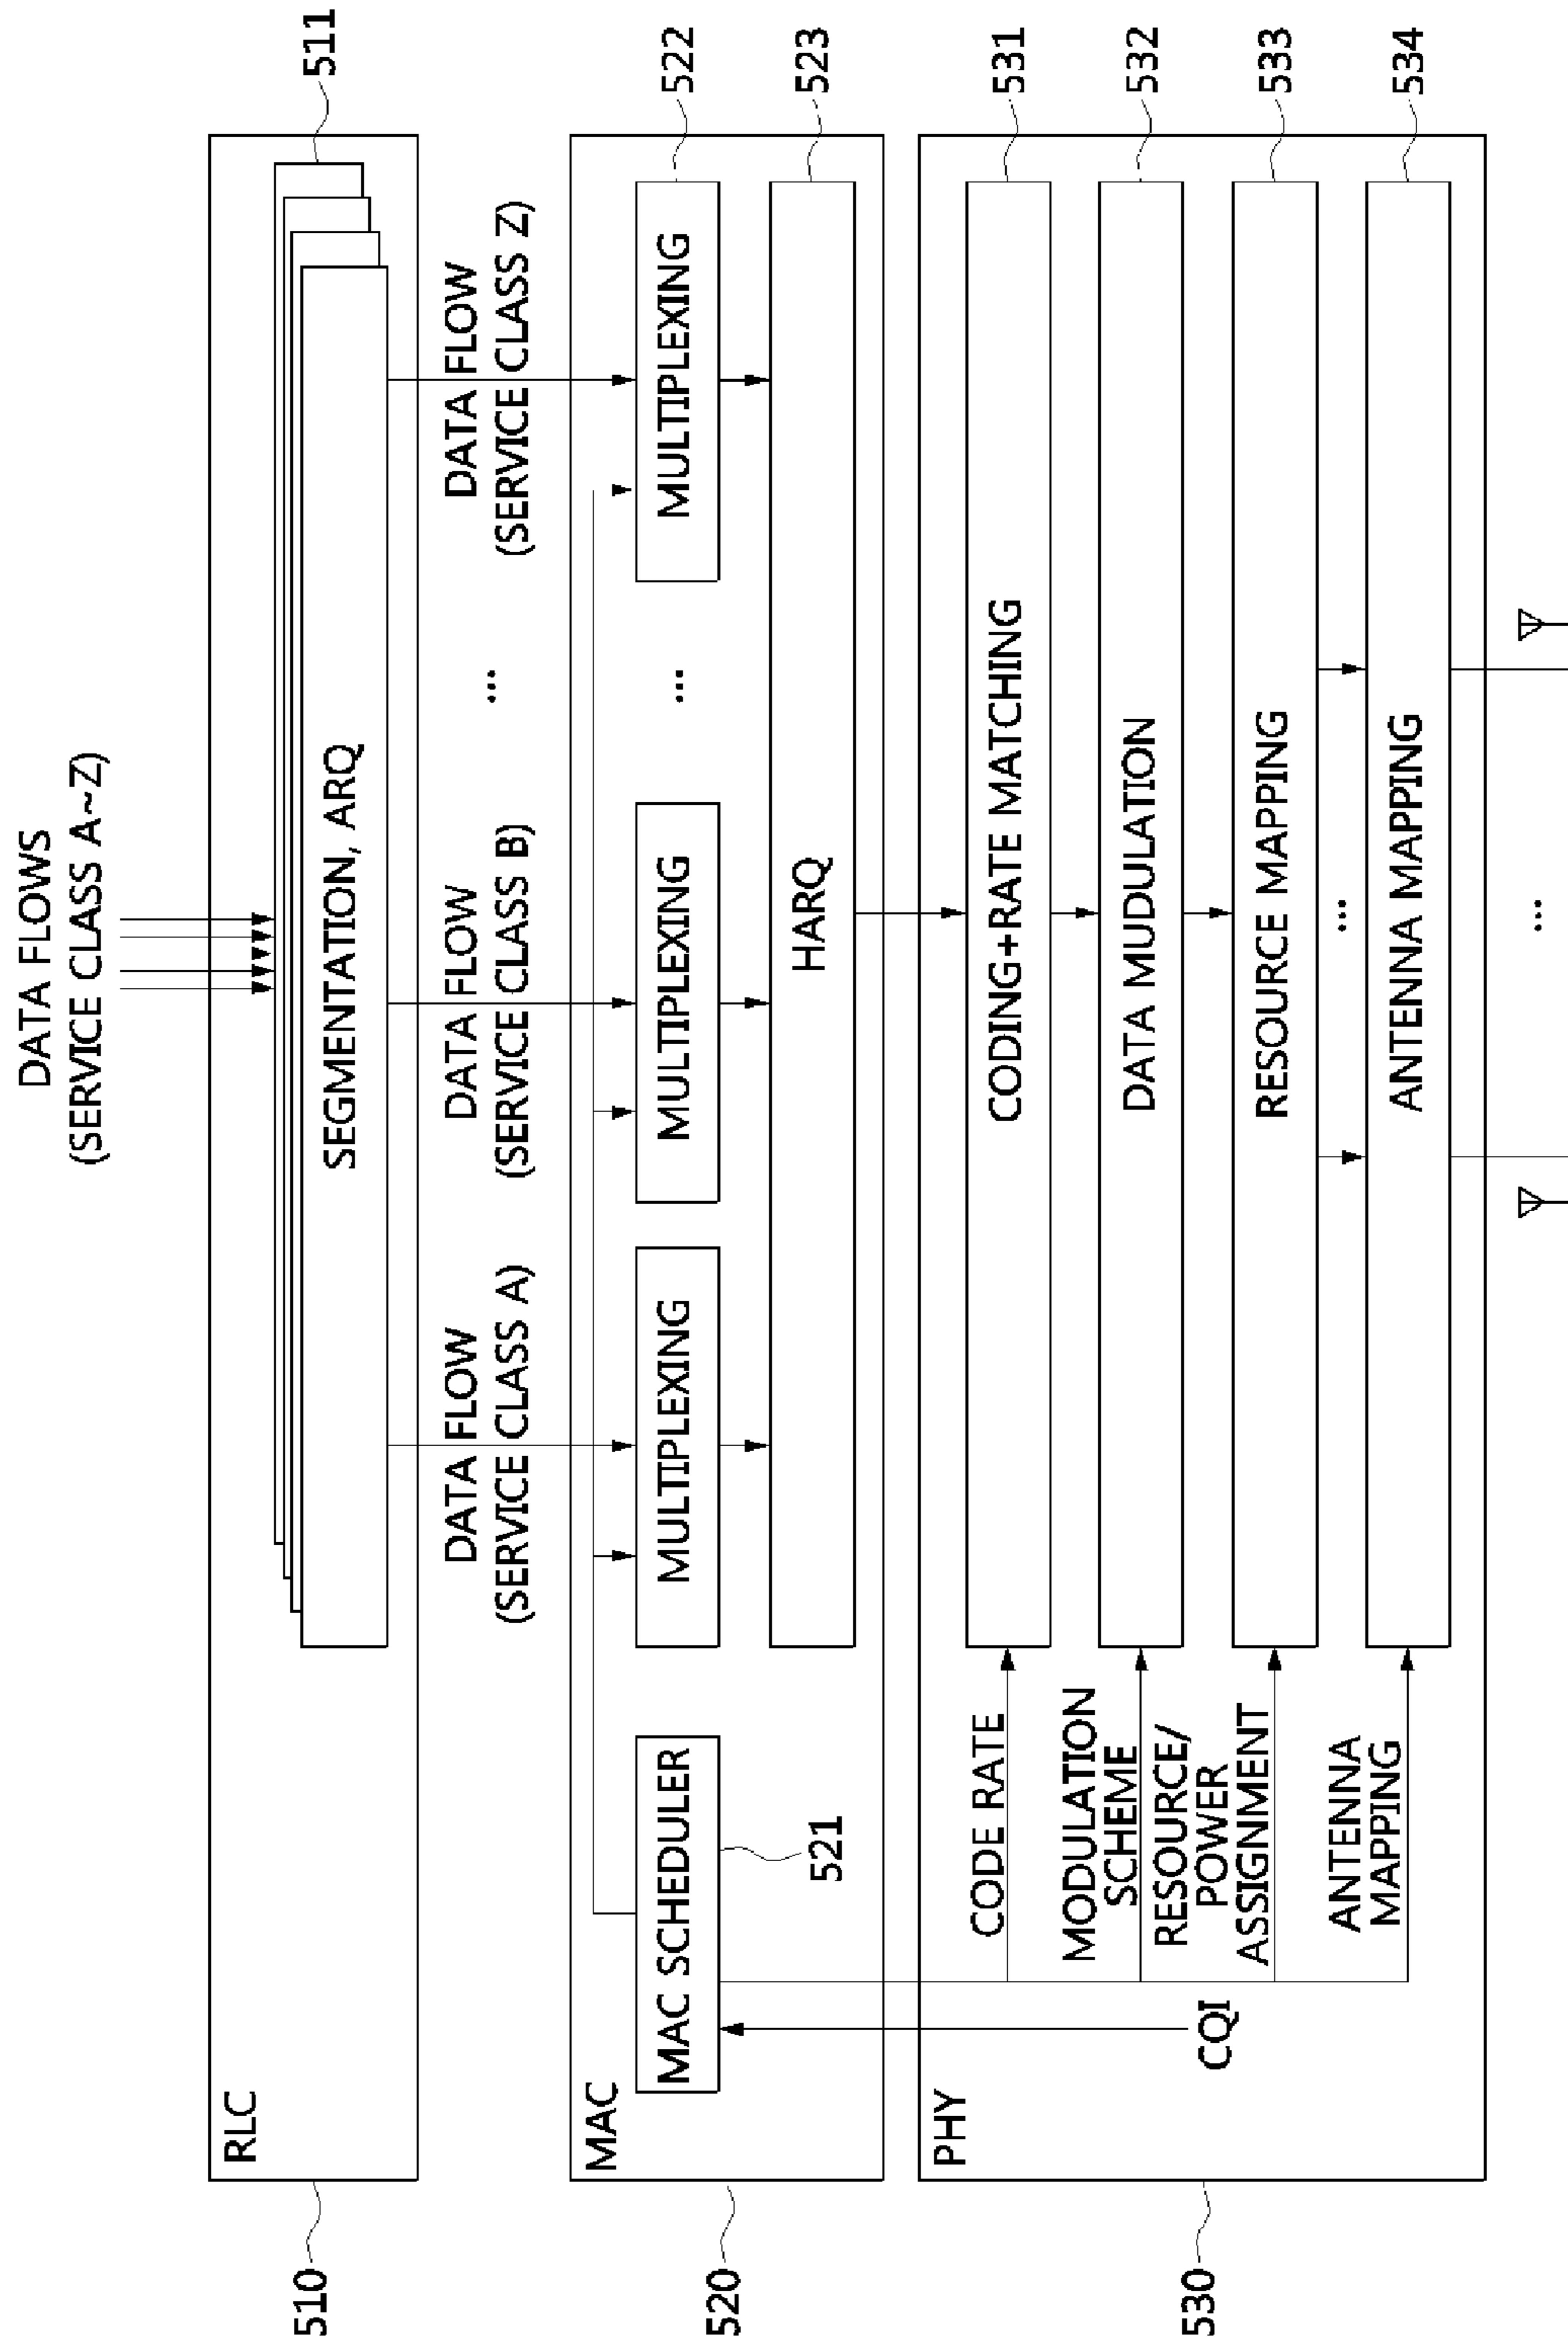 DATA FLOWS
(SERVICE CLASS A~Z)
510
RLC
SEGMENTATION, ARQ
511
DATA FLOW
(SERVICE CLASS A)
DATA FLOW
(SERVICE CLASS B)
...
DATA FLOW
(SERVICE CLASS Z)
520
MAC
MAC SCHEDULER
521
MULTIPLEXING
MULTIPLEXING
...
MULTIPLEXING
522
HARQ
523
530
PHY
CQI
CODE RATE
CODING+RATE MATCHING
531
MODULATION
SCHEME
DATA MUDULATION
532
RESOURCE/
POWER
ASSIGNMENT
RESOURCE MAPPING
533
...
ANTENNA
MAPPING
ANTENNA MAPPING
534
...